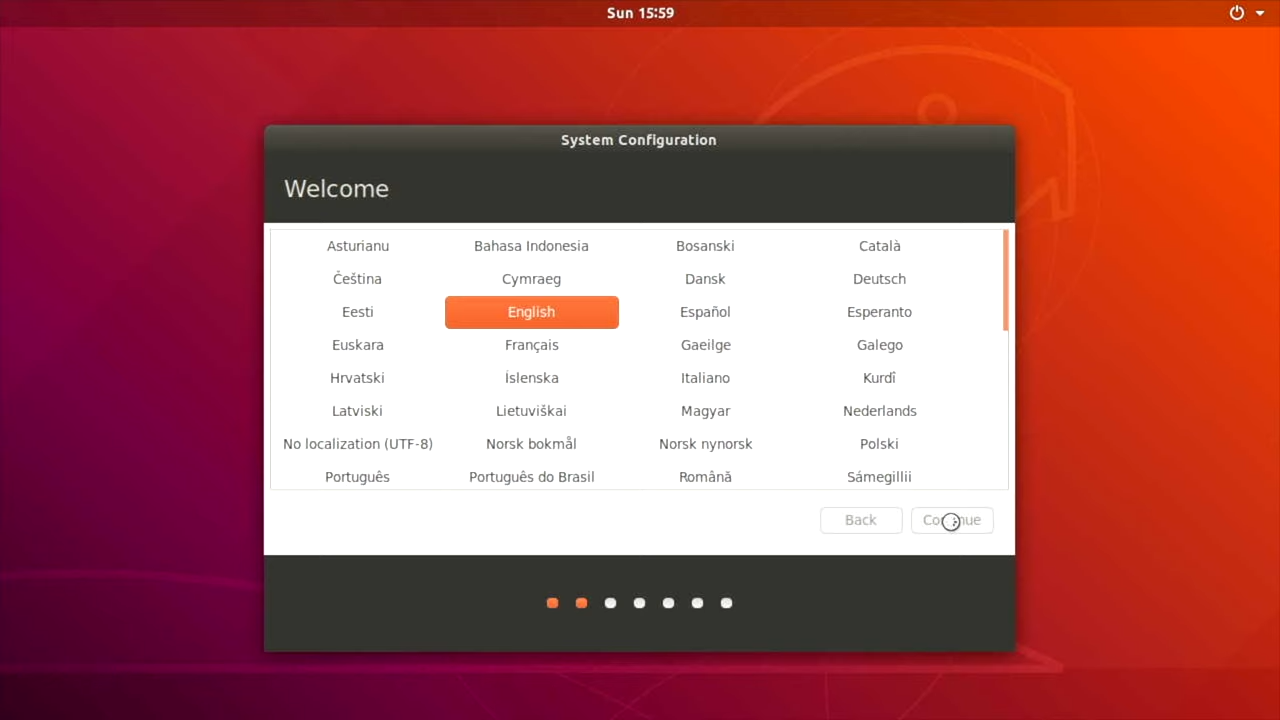 Sun 15:59
System Configuration
Welcome
Asturianu Bahasa Indonesia Bosanski Català
Čeština Cymraeg Dansk Deutsch
Eesti English Español Esperanto
Euskara Français Gaeilge Galego
Hrvatski Íslenska Italiano Kurdî
Latviski Lietuviškai Magyar Nederlands
No localization (UTF-8) Norsk bokmål Norsk nynorsk Polski
Português Português do Brasil Română Sámegillii
Back Continue